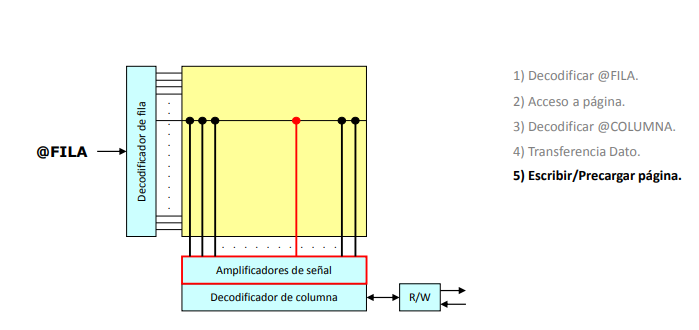 1) Decodificar @FILA.
2) Acceso a página.
3) Decodificar @COLUMNA.
4) Transferencia Dato.
5) Escribir/Precargar página.
@FILA
Decodificador de fila
Amplificadores de señal
Decodificador de columna
R/W